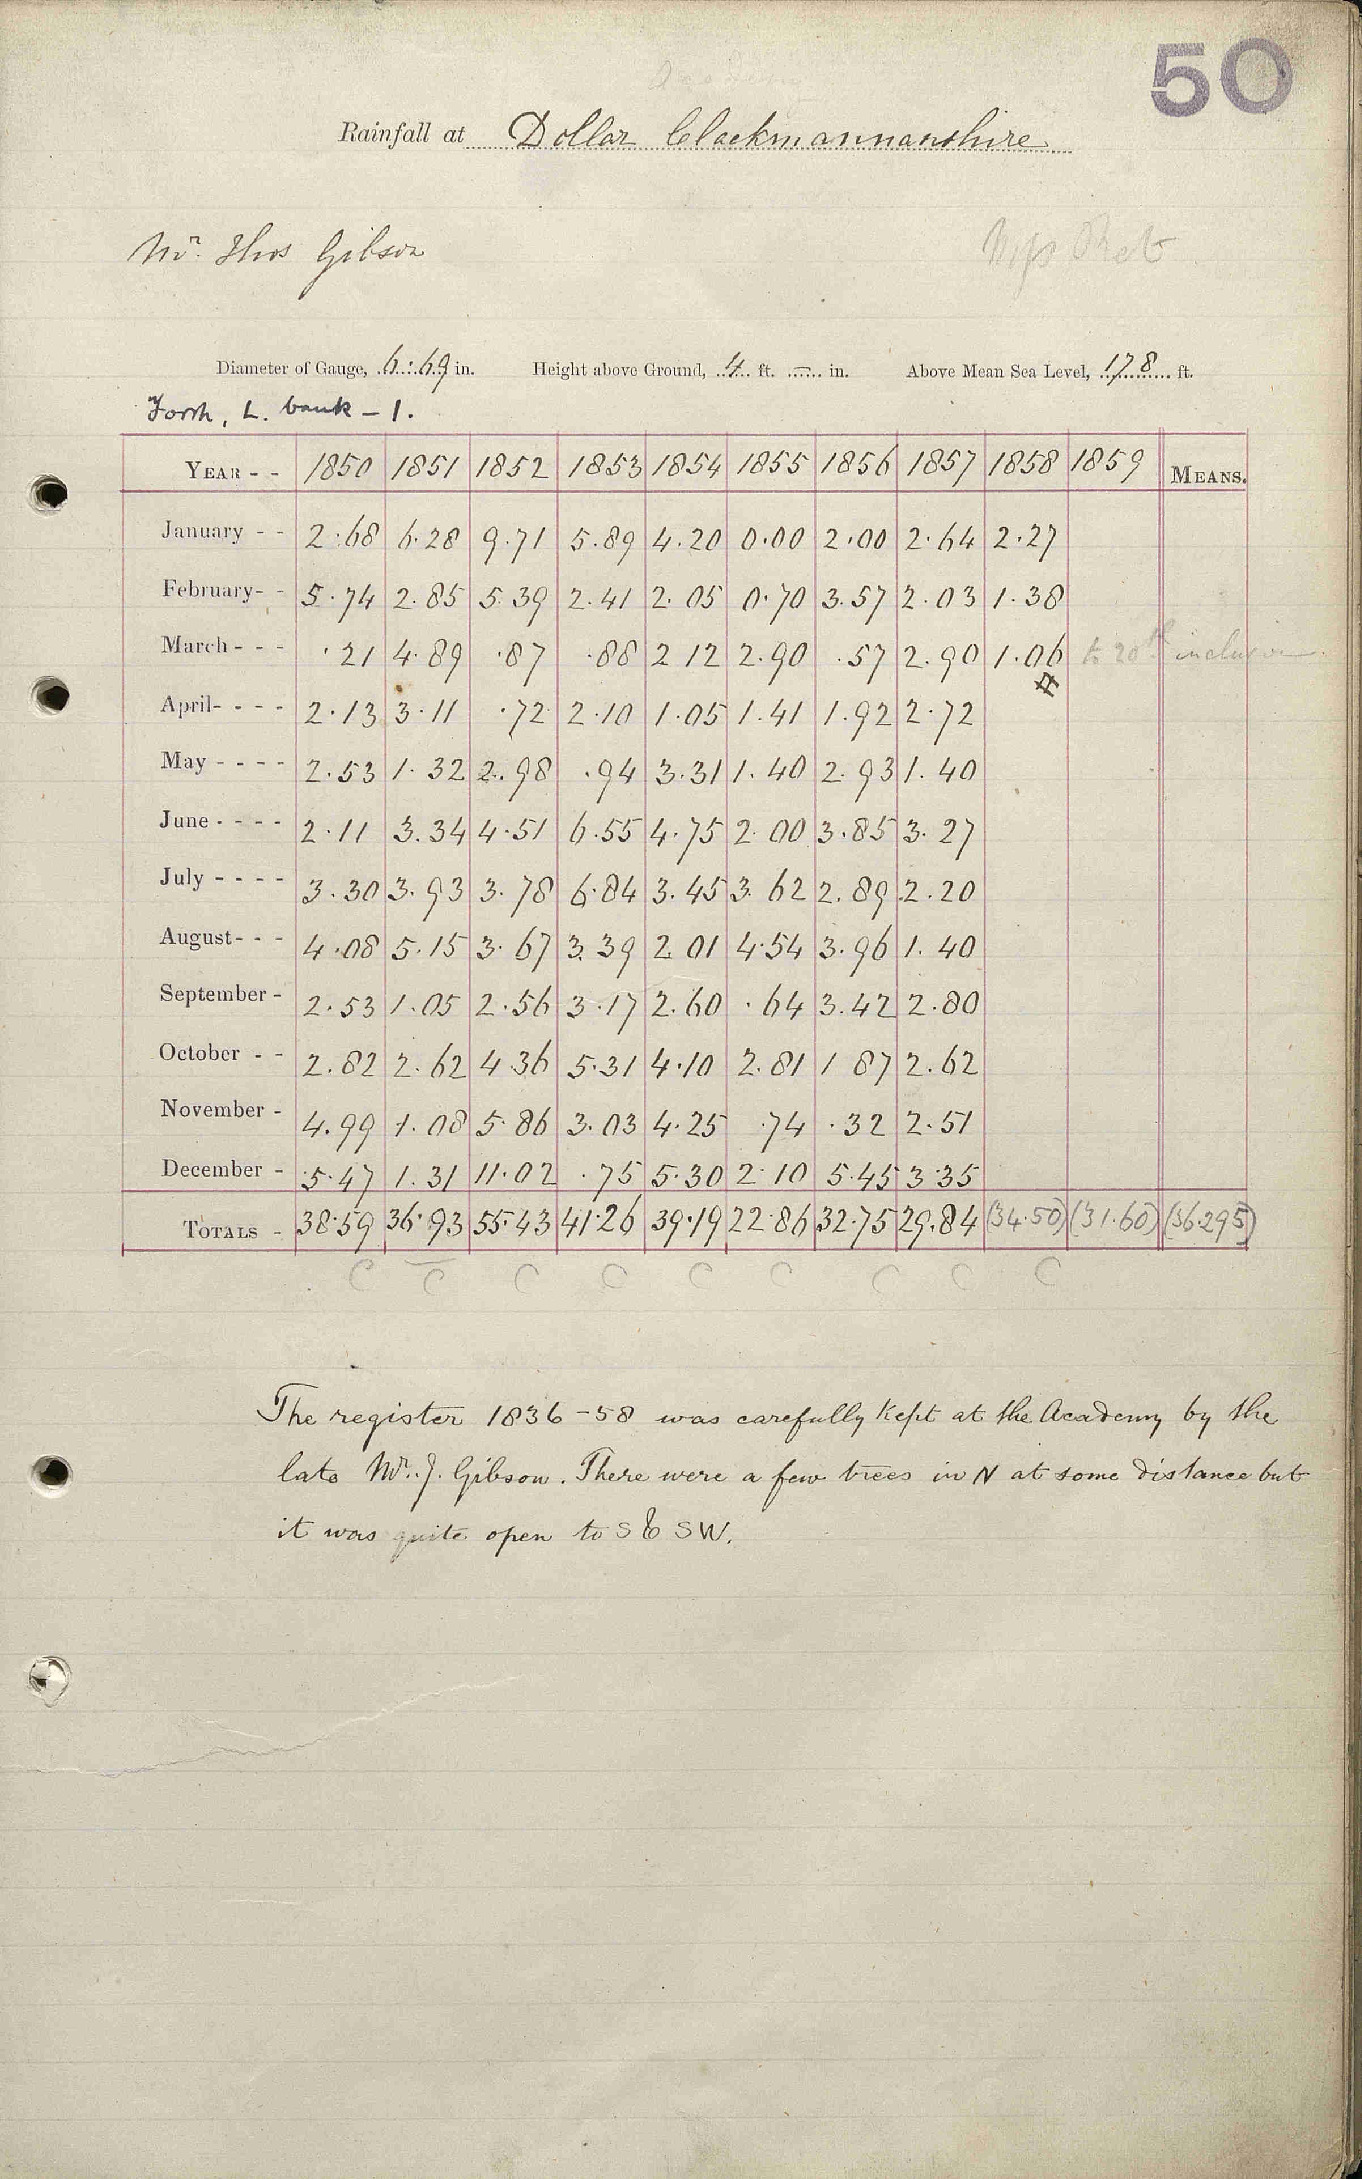 50
Academy
Rainfall at Dollar Clackmannanshire
Mr. Thos Gibson
Diameter of Gauge, 6.69 in. Height above Ground, 4 ft. — in. Above Mean Sea Level, 178 ft.
Forth, L. bank – 1.
YEAR - - 1850 1851 1852 1853 1854 1855 1856 1857 1858 1859 MEANS.
January - - 2.68 6.28 9.71 5.89 4.20 0.00 2.00 2.64 2.27
February- - 5.74 2.85 5.39 2.41 2.05 0.70 3.57 2.03 1.38
March - - - .21 4.89 .87 .88 2 12 2.90 .57 2.90 1.06 to 20th inclusive
April- - - - 2.13 3.11 .72 2.10 1.05 1.41 1.92 2.72
May - - - - 2.53 1.32 2.98 .94 3.31 1.40 2.93 1.40
June - - - - 2.11 3.34 4.51 6.55 4.75 2.00 3.85 3.27
July - - - - 3.30 3.93 3.78 6.84 3.45 3.62 2.89 2.20
August- - - 4.08 5.15 3.67 3.39 2.01 4.54 3.96 1.40
September - 2.53 1.05 2.56 3.17 2.60 .64 3.42 2.80
October - - 2.82 2.62 4.36 5.31 4.10 2.81 1 87 2.62
November - 4.99 1.08 5.86 3.03 4.25 .74 .32 2.51
December - 5.47 1.31 11.02 .75 5.30 2.10 5.45 3.35
TOTALS - 38.59 36.93 55.43 41.26 39.19 22.86 32.75 29.84 (34.50) (31.60) (36.295)
C C C C C C C C C
The register 1836–58 was carefully kept at the Academy by the
late Mr. J. Gibson. There were a few trees in N at some distance but
it was quite open to S & SW.